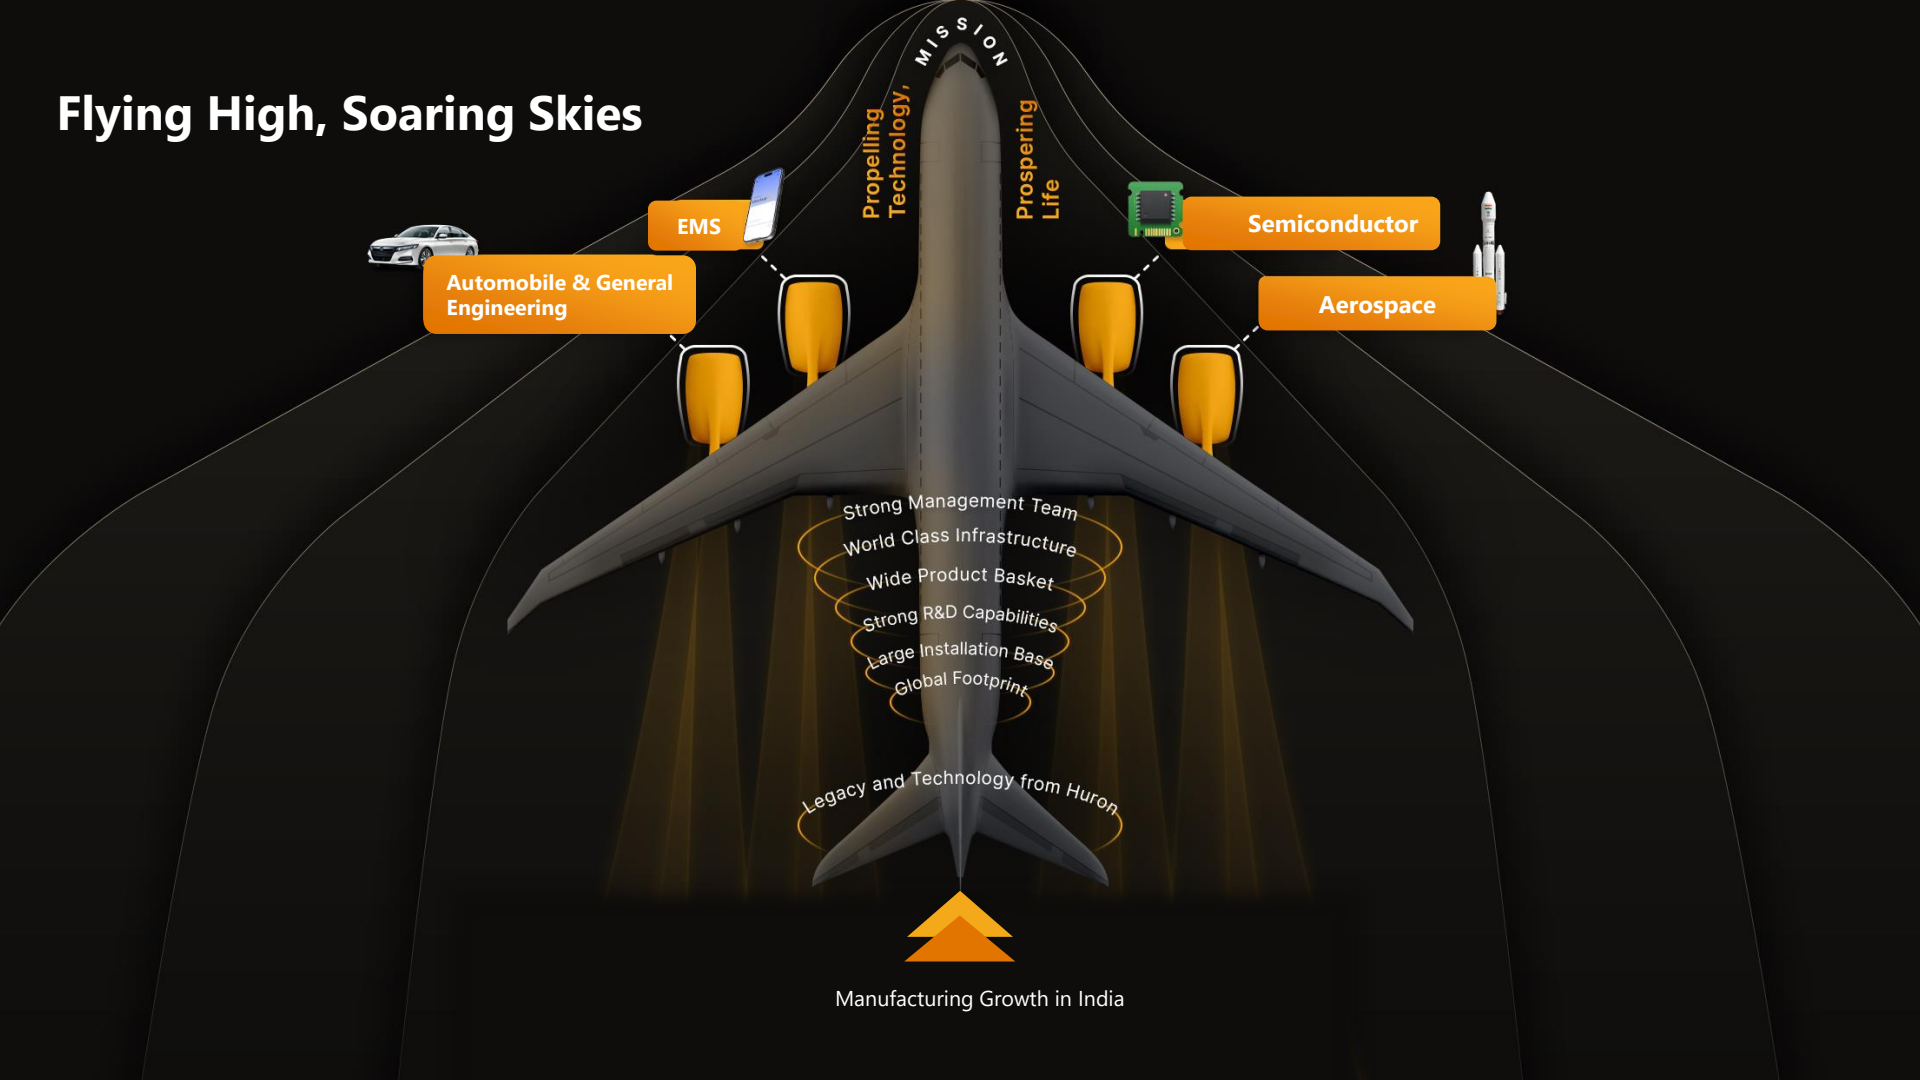 MISSION
Flying High, Soaring Skies
Propelling
Technology,
Prospering
Life
EMS
Semiconductor
Automobile & General
Engineering
Aerospace
Strong Management Team
World Class Infrastructure
Wide Product Basket
Strong R&D Capabilities
Large Installation Base
Global Footprint
Legacy and Technology from Huron
Manufacturing Growth in India